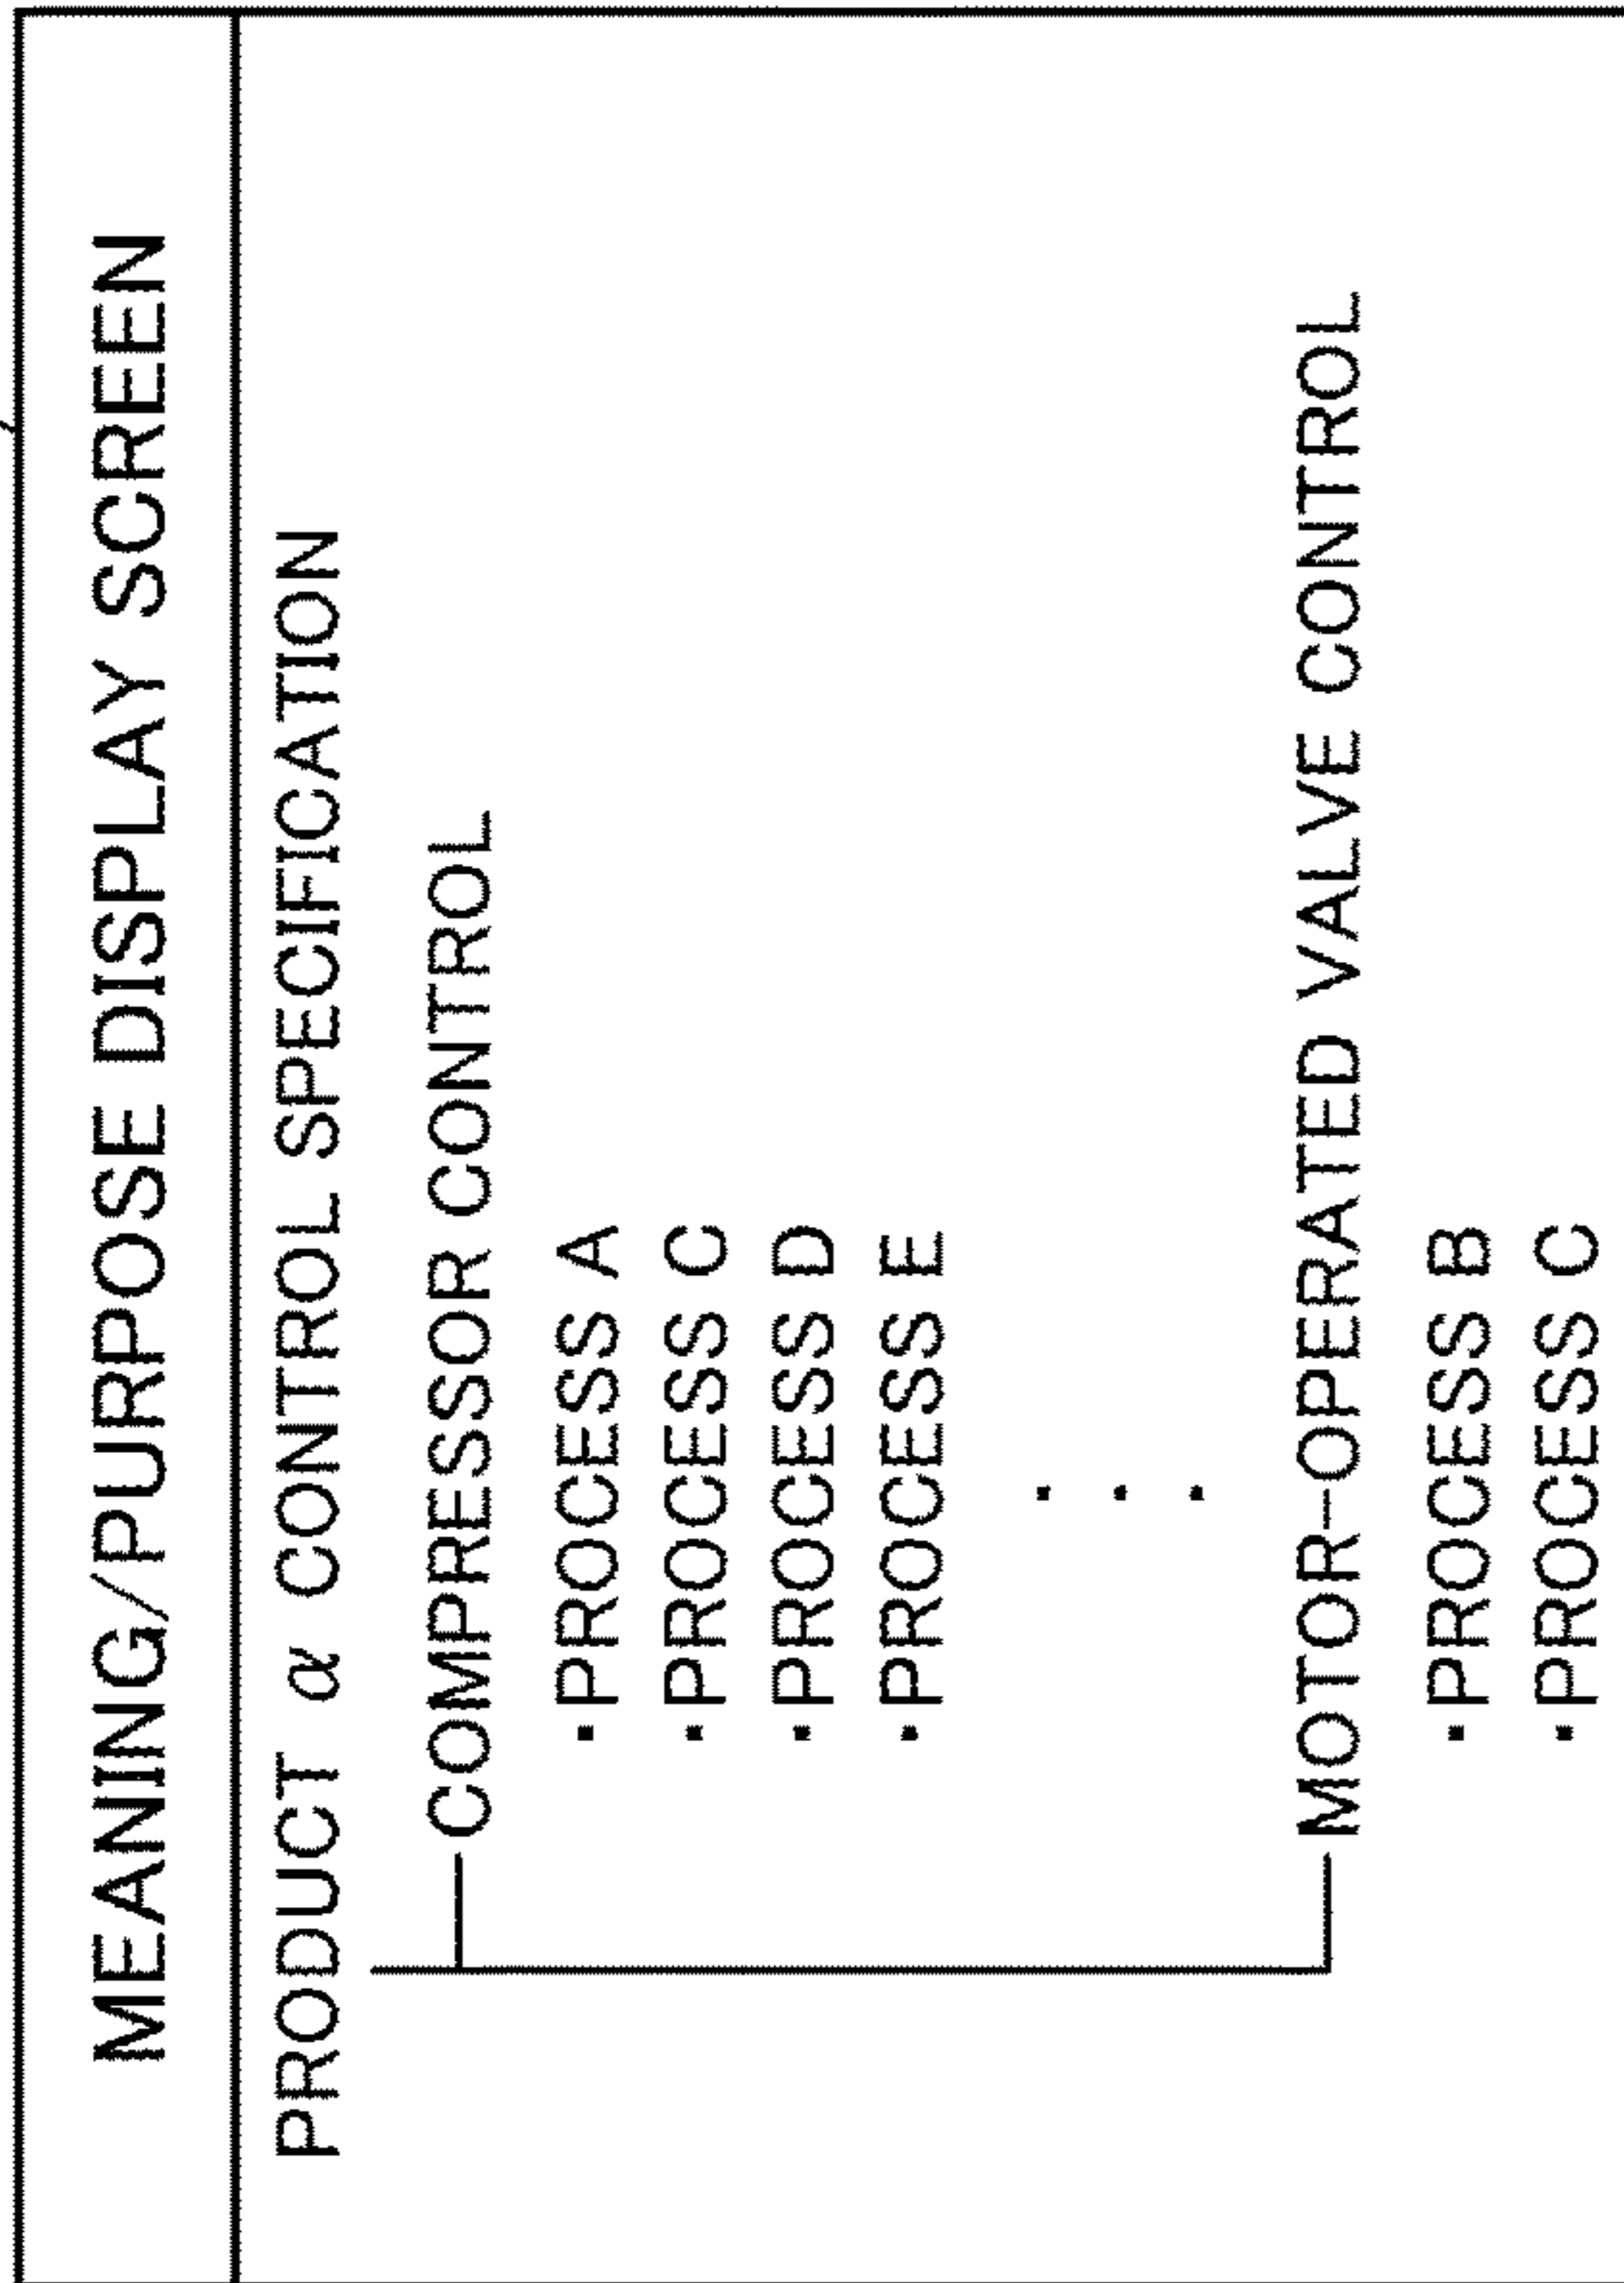 MEANING/PURPOSE DISPLAY SCREEN
PRODUCT α CONTROL SPECIFICATION
COMPRESSOR CONTROL
·PROCESS A
·PROCESS C
·PROCESS D
·PROCESS E
·
·
·
MOTOR-OPERATED VALVE CONTROL
·PROCESS B
·PROCESS C